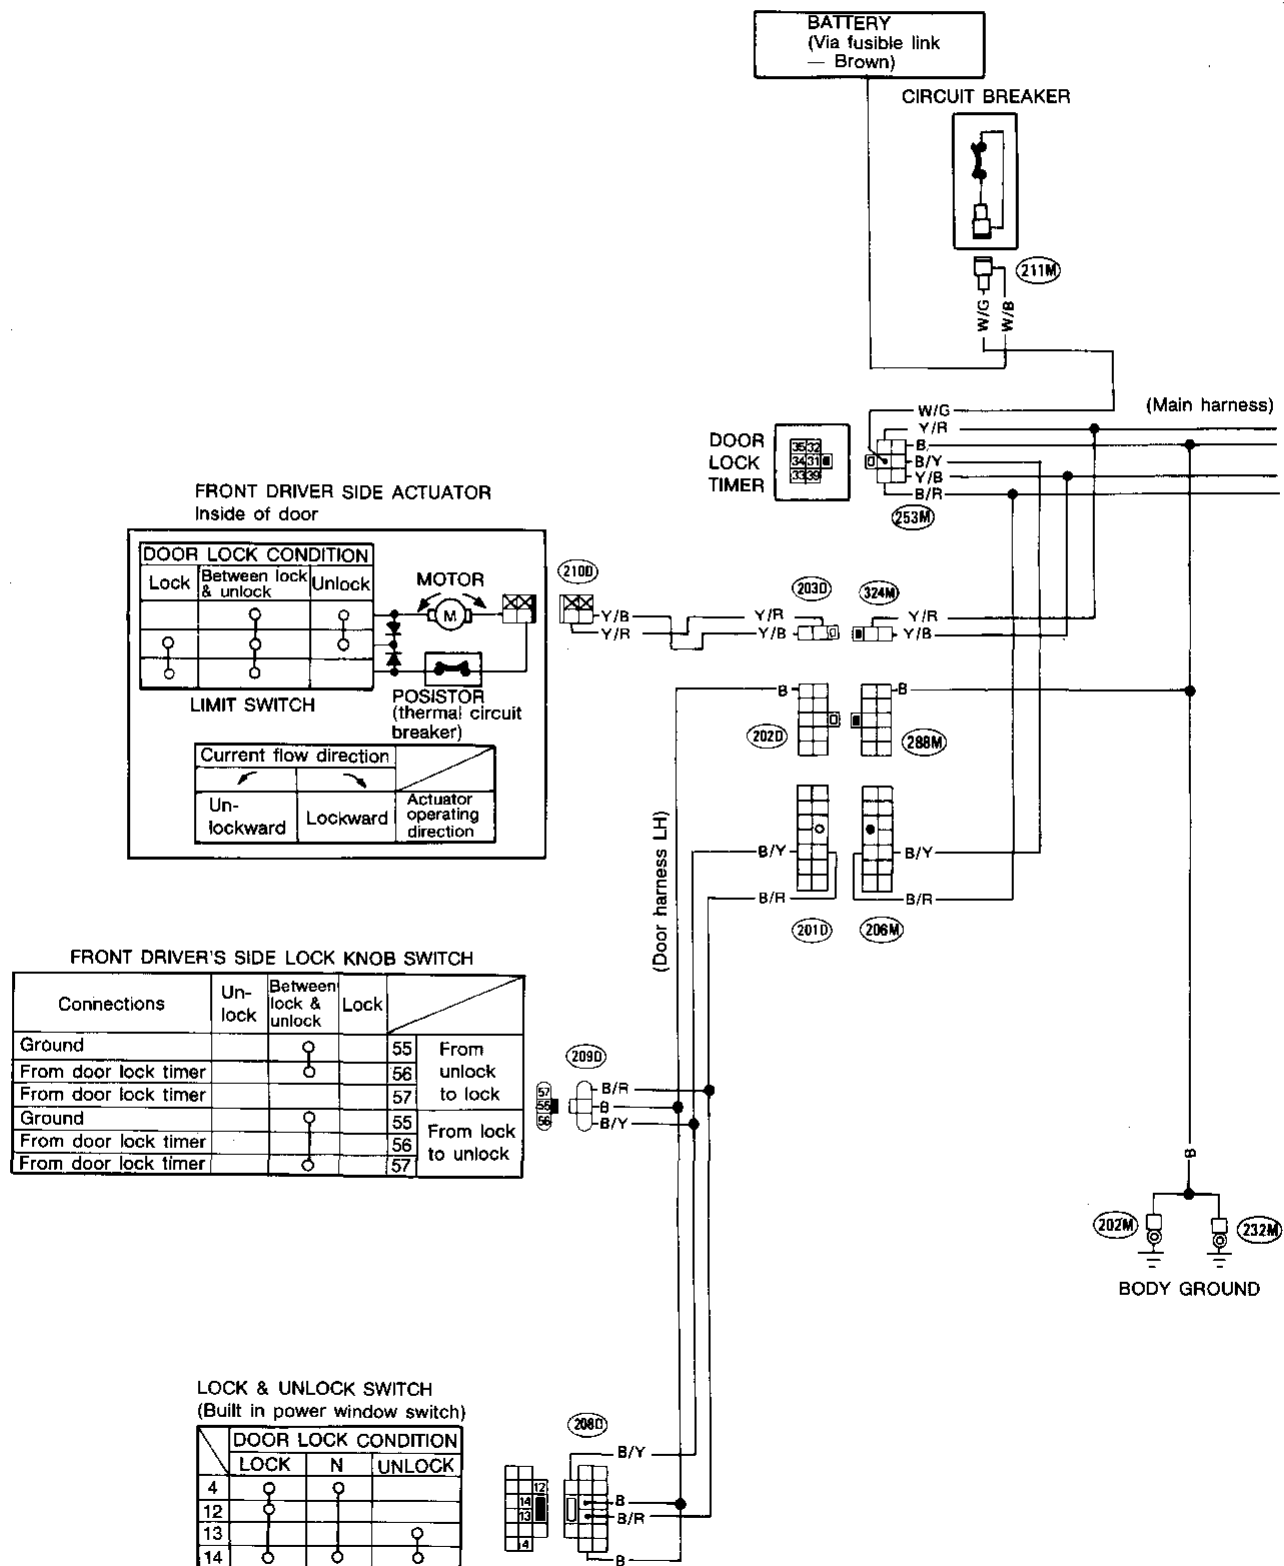 BATTERY
(Via fusible link
— Brown)
CIRCUIT BREAKER
211M
W/G
W/B
(Main harness)
DOOR
LOCK
TIMER
35 32
34 31
33 39
W/G
Y/R
B
B/Y
Y/B
B/R
253M
FRONT DRIVER SIDE ACTUATOR
Inside of door
DOOR LOCK CONDITION
Lock
Between lock
& unlock
Unlock
MOTOR
M
LIMIT SWITCH
POSISTOR
(thermal circuit
breaker)
Current flow direction
Un-
lockward
Lockward
Actuator
operating
direction
210D
Y/B
Y/R
203D
Y/R
Y/B
324M
Y/R
Y/B
B
202D
B
288M
(Door harness LH)
B/Y
B/R
201D
B/Y
B/R
206M
FRONT DRIVER'S SIDE LOCK KNOB SWITCH
Connections
Un-
lock
Between
lock &
unlock
Lock
Ground 55
From door lock timer 56
From door lock timer 57
From
unlock
to lock
Ground 55
From door lock timer 56
From door lock timer 57
From lock
to unlock
209D
57
55
56
B/R
B
B/Y
B
202M
232M
BODY GROUND
LOCK & UNLOCK SWITCH
(Built in power window switch)
DOOR LOCK CONDITION
LOCK N UNLOCK
4
12
13
14
208D
12
14
13
4
B/Y
B
B/R
B